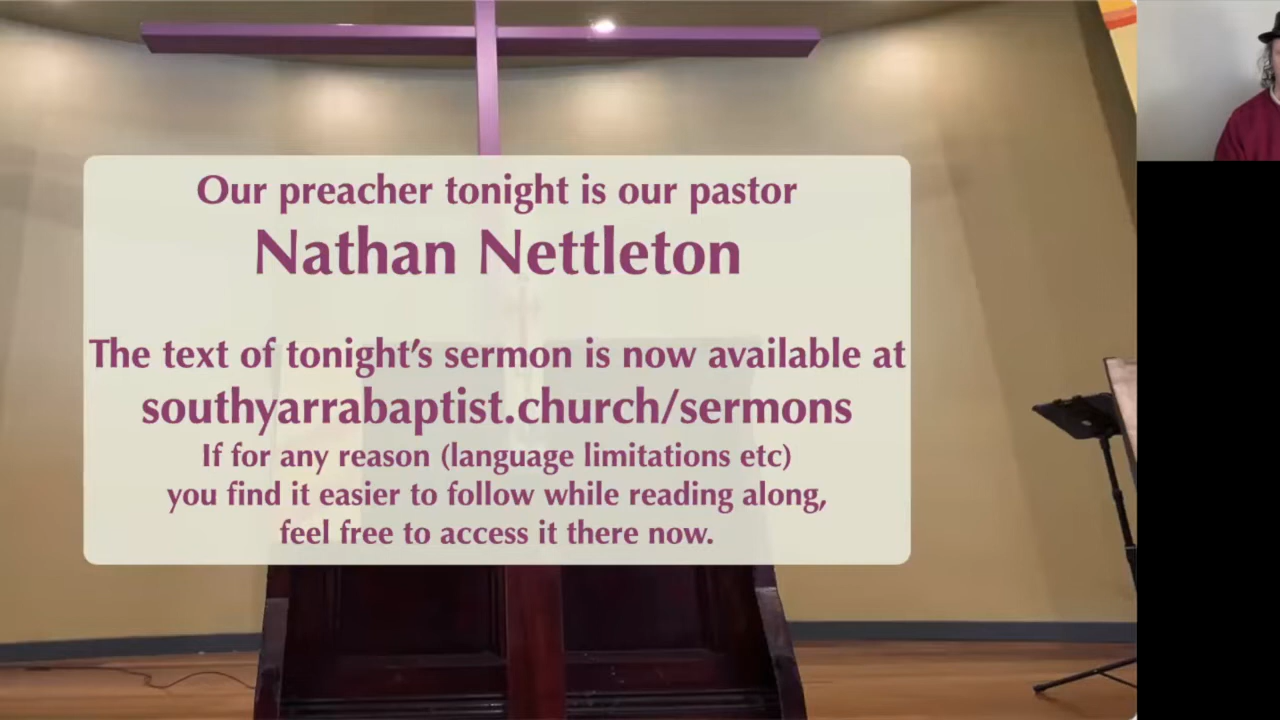 Our preacher tonight is our pastor
Nathan Nettleton
The text of tonight’s sermon is now available at
southyarrabaptist.church/sermons
If for any reason (language limitations etc)
you find it easier to follow while reading along,
feel free to access it there now.